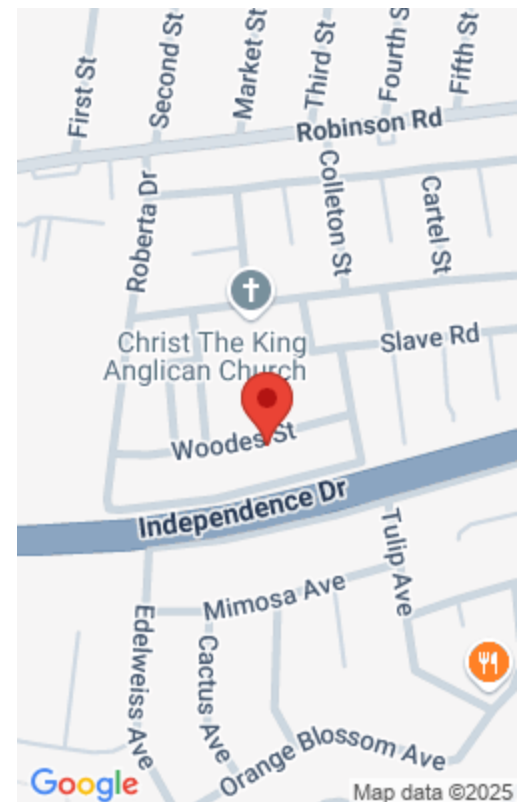 First St
Second St
Market St
Third St
Fourth S
Fifth St
Robinson Rd
Roberta Dr
Colleton St
Cartel St
Christ The King
Anglican Church
Slave Rd
Woodes St
Independence Dr
Tulip Ave
Mimosa Ave
Edelweiss Ave
Cactus Ave
Orange Blossom Ave
Google
Map data ©2025